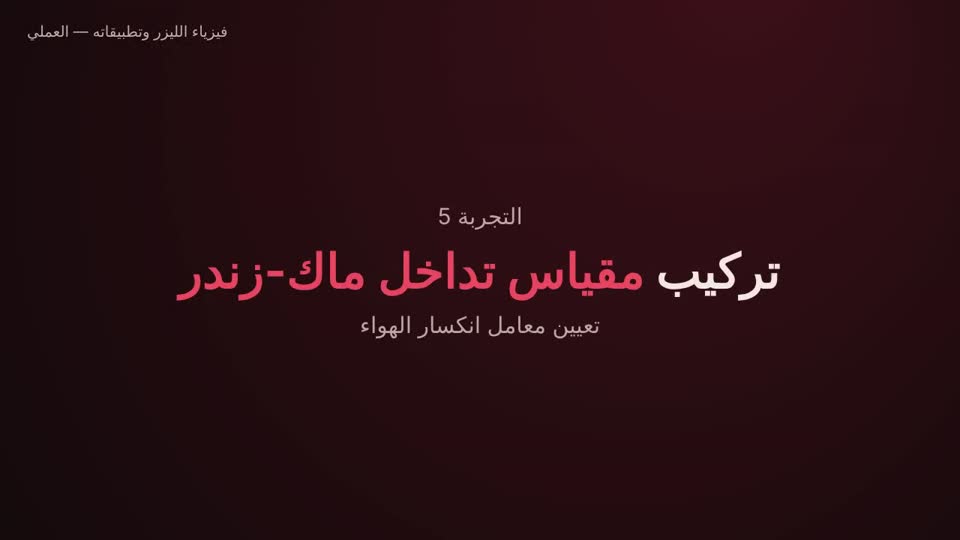 فيزياء الليزر وتطبيقاته — العملي
التجربة 5
تركيب مقياس تداخل ماك-زندر
تعيين معامل انكسار الهواء